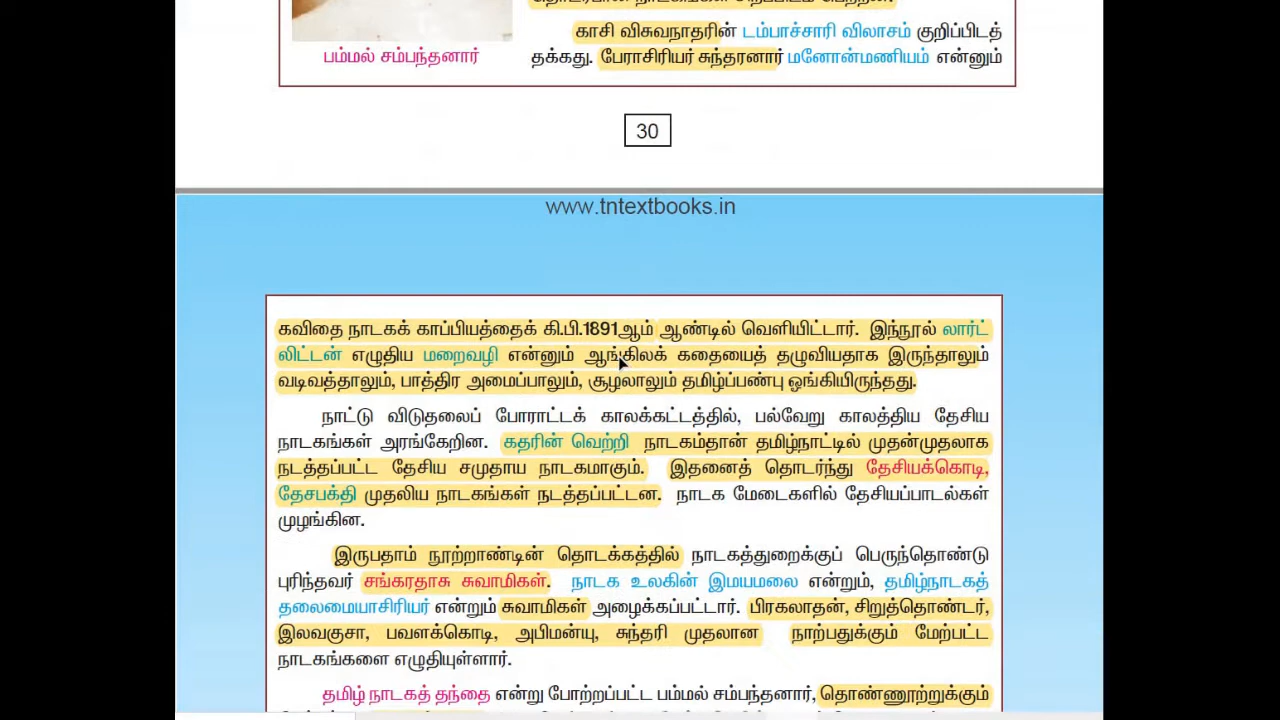 காசி விசுவநாதரின் டம்பாச்சாரி விலாசம் குறிப்பிடத்
பம்மல் சம்பந்தனார்
தக்கது. பேராசிரியர் சுந்தரனார் மனோன்மணியம் என்னும்
30
www.tntextbooks.in
கவிதை நாடகக் காப்பியத்தைக் கி.பி.1891ஆம் ஆண்டில் வெளியிட்டார். இந்நூல் லார்ட்
லிட்டன் எழுதிய மறைவழி என்னும் ஆங்கிலக் கதையைத் தழுவியதாக இருந்தாலும்
வடிவத்தாலும், பாத்திர அமைப்பாலும், சூழலாலும் தமிழ்ப்பண்பு ஓங்கியிருந்தது.
நாட்டு விடுதலைப் போராட்டக் காலக்கட்டத்தில், பல்வேறு காலத்திய தேசிய
நாடகங்கள் அரங்கேறின. கதரின் வெற்றி நாடகம்தான் தமிழ்நாட்டில் முதன்முதலாக
நடத்தப்பட்ட தேசிய சமுதாய நாடகமாகும். இதனைத் தொடர்ந்து தேசியக்கொடி,
தேசபக்தி முதலிய நாடகங்கள் நடத்தப்பட்டன. நாடக மேடைகளில் தேசியப்பாடல்கள்
முழங்கின.
இருபதாம் நூற்றாண்டின் தொடக்கத்தில் நாடகத்துறைக்குப் பெருந்தொண்டு
புரிந்தவர் சங்கரதாசு சுவாமிகள். நாடக உலகின் இமயமலை என்றும், தமிழ்நாடகத்
தலைமையாசிரியர் என்றும் சுவாமிகள் அழைக்கப்பட்டார். பிரகலாதன், சிறுத்தொண்டர்,
இலவகுசா, பவளக்கொடி, அபிமன்யு, சுந்தரி முதலான நாற்பதுக்கும் மேற்பட்ட
நாடகங்களை எழுதியுள்ளார்.
தமிழ் நாடகத் தந்தை என்று போற்றப்பட்ட பம்மல் சம்பந்தனார், தொண்ணூற்றுக்கும்